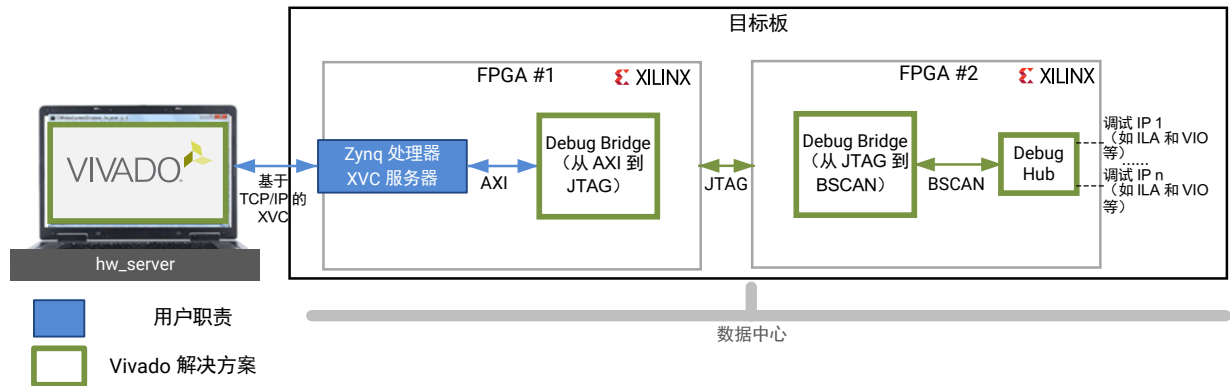 目标板
FPGA #1
XILINX
FPGA #2
XILINX
VIVADO
hw_server
基于
TCP/IP 的
XVC
Zynq 处理器
XVC 服务器
AXI
Debug Bridge
（从 AXI 到
JTAG）
JTAG
Debug Bridge
（从 JTAG 到
BSCAN）
BSCAN
Debug
Hub
调试 IP 1
（如 ILA 和 VIO
等）
......
调试 IP n
（如 ILA 和 VIO
等）
数据中心
用户职责
Vivado 解决方案